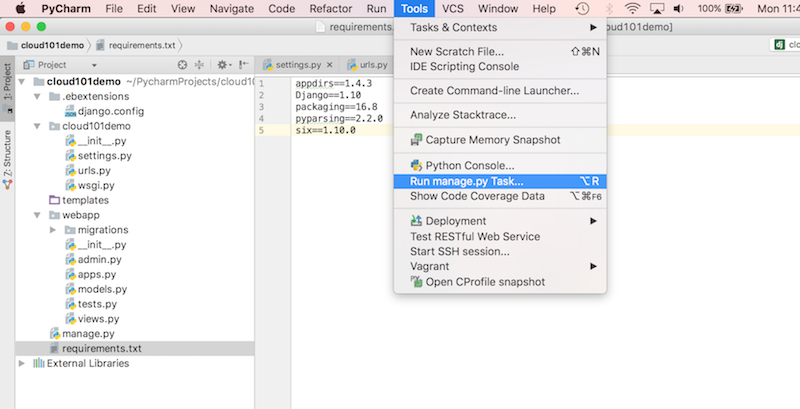 PyCharm File Edit View Navigate Code Refactor Run Tools VCS Window Help 100% Mon 11:4
requirements.txt cloud101demo]
cloud101demo requirements.txt clou
Project settings.py urls.py
1: Project
Z: Structure
cloud101demo ~/PycharmProjects/cloud10
.ebextensions
django.config
cloud101demo
__init__.py
settings.py
urls.py
wsgi.py
templates
webapp
migrations
__init__.py
admin.py
apps.py
models.py
tests.py
views.py
manage.py
requirements.txt
External Libraries
1 appdirs==1.4.3
2 Django==1.10
3 packaging==16.8
4 pyparsing==2.2.0
5 six==1.10.0
Tasks & Contexts
New Scratch File... ⇧⌘N
IDE Scripting Console
Create Command-line Launcher...
Analyze Stacktrace...
Capture Memory Snapshot
Python Console...
Run manage.py Task... ⌥R
Show Code Coverage Data ⌥⌘F6
Deployment
Test RESTful Web Service
Start SSH session...
Vagrant
Open CProfile snapshot